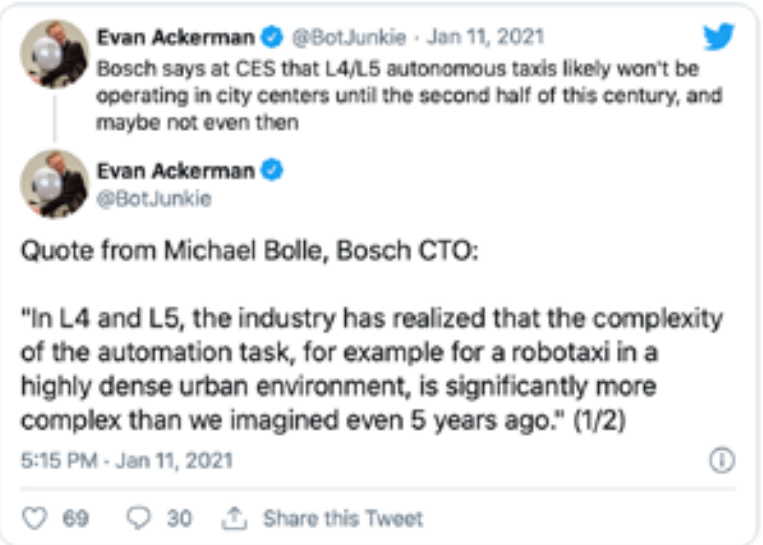 Evan Ackerman @BotJunkie · Jan 11, 2021
Bosch says at CES that L4/L5 autonomous taxis likely won't be
operating in city centers until the second half of this century, and
maybe not even then
Evan Ackerman
@BotJunkie
Quote from Michael Bolle, Bosch CTO:
"In L4 and L5, the industry has realized that the complexity
of the automation task, for example for a robotaxi in a
highly dense urban environment, is significantly more
complex than we imagined even 5 years ago." (1/2)
5:15 PM · Jan 11, 2021
69 30 Share this Tweet